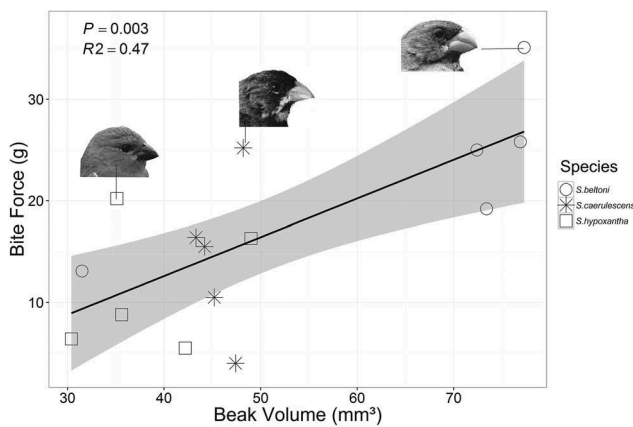 P = 0.003
R2 = 0.47
30
20
10
Bite Force (g)
30 40 50 60 70
Beak Volume (mm³)
Species
S.beltoni
S.caerulescens
S.hypoxantha